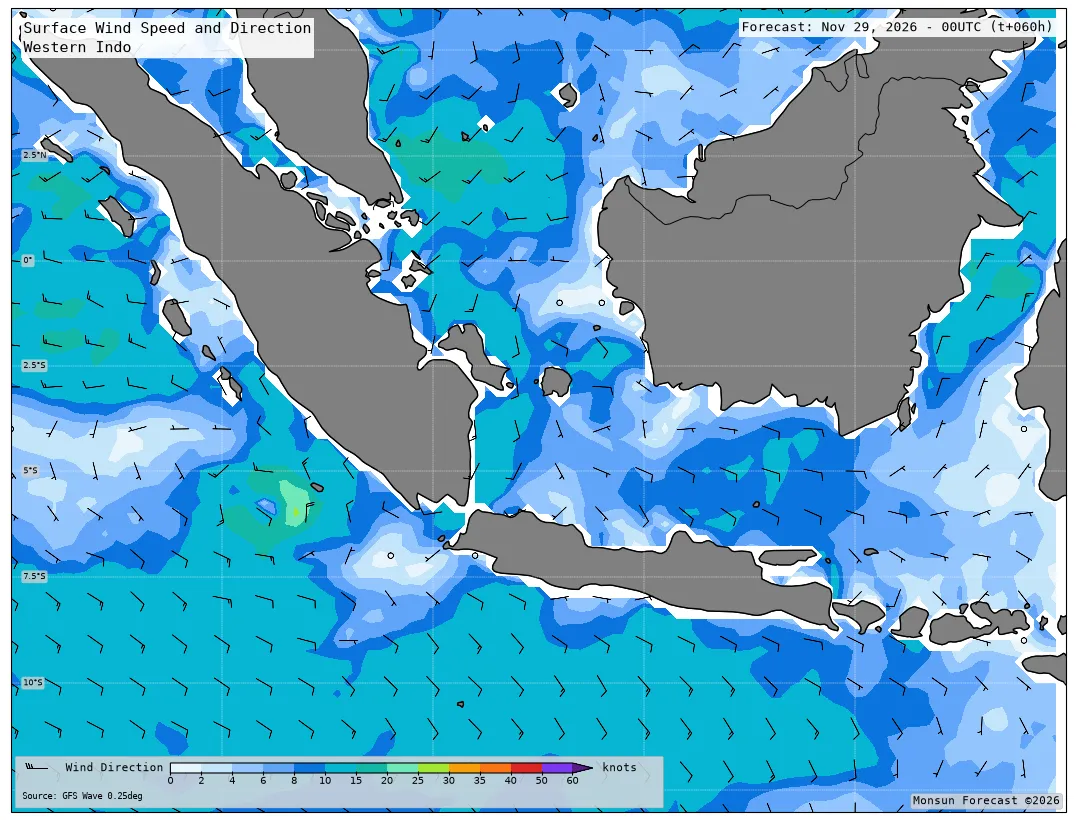 Surface Wind Speed and Direction
Western Indo
Forecast: Nov 29, 2026 - 00UTC (t+060h)
2.5°N
0°
2.5°S
5°S
7.5°S
10°S
Wind Direction
0 2 4 6 8 10 15 20 25 30 35 40 50 60
knots
Source: GFS Wave 0.25deg
Monsun Forecast ©2026